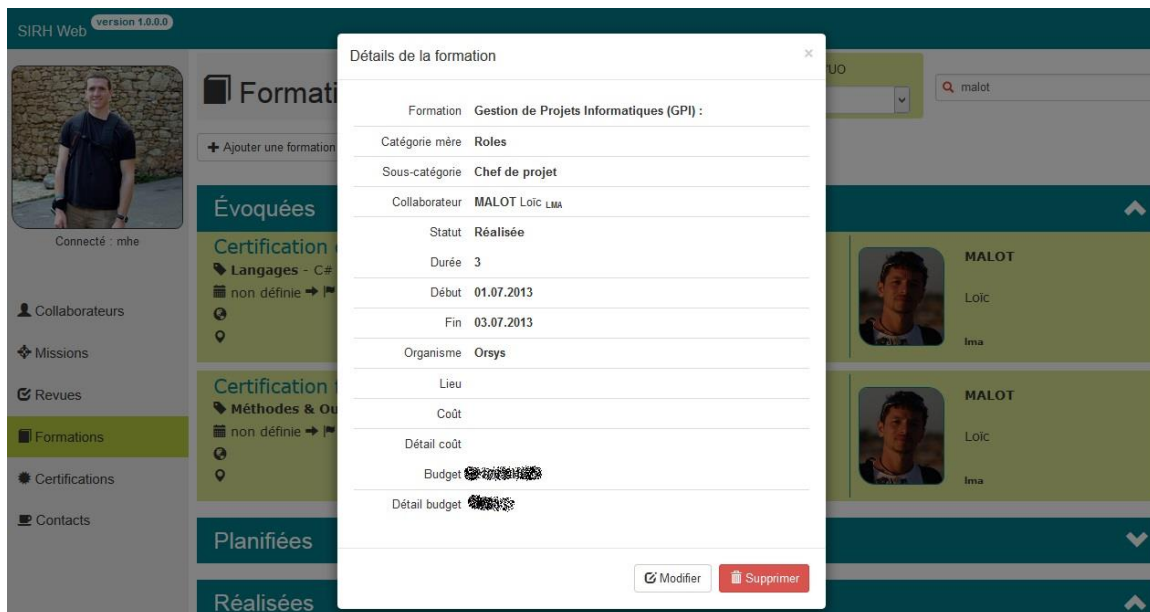 SIRH Web version 1.0.0.0
Connecté : mhe
Collaborateurs
Missions
Revues
Formations
Certifications
Contacts
Formati
UO
malot
Ajouter une formation
Évoquées
Certification
Langages - C#
non définie
MALOT
Loïc
lma
Certification
Méthodes & Ou
non définie
MALOT
Loïc
lma
Planifiées
Réalisées
Détails de la formation ×
Formation Gestion de Projets Informatiques (GPI) :
Catégorie mère Roles
Sous-catégorie Chef de projet
Collaborateur MALOT Loïc LMA
Statut Réalisée
Durée 3
Début 01.07.2013
Fin 03.07.2013
Organisme Orsys
Lieu
Coût
Détail coût
Budget
Détail budget
Modifier Supprimer